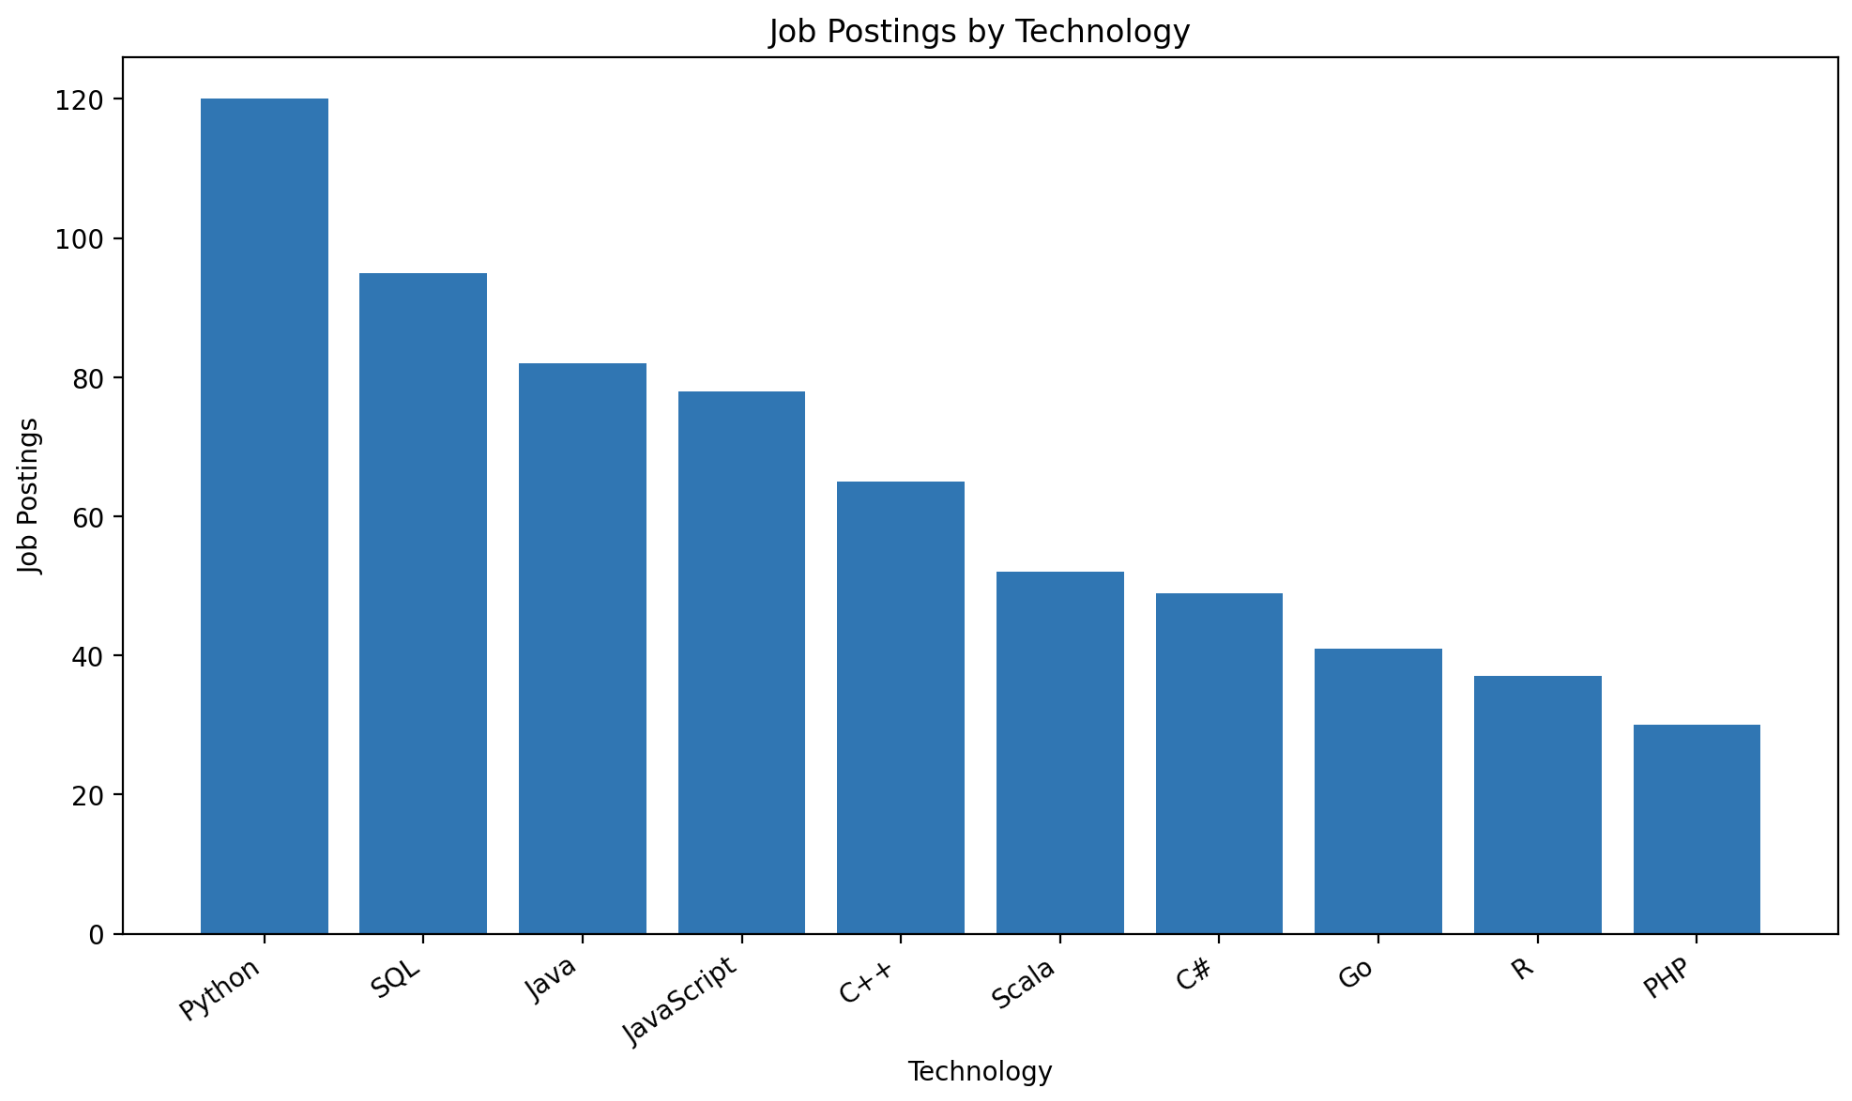 Job Postings by Technology
Job Postings
120
100
80
60
40
20
0
Python
SQL
Java
JavaScript
C++
Scala
C#
Go
R
PHP
Technology